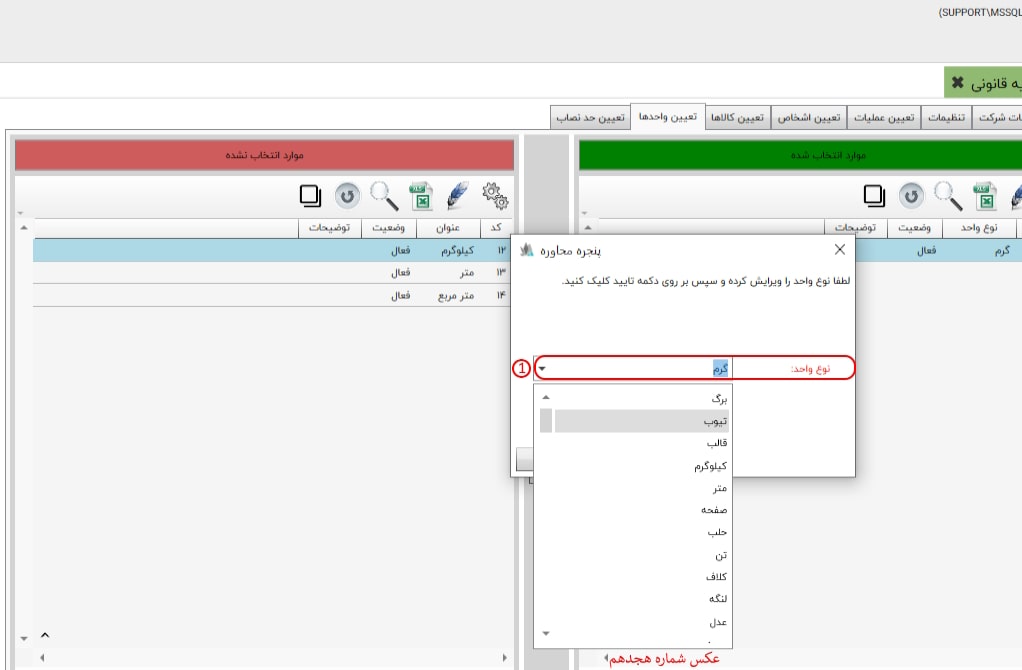 (SUPPORT\MSSQL
یه قانونی
ات شرکت
تنظیمات
تعیین عملیات
تعیین اشخاص
تعیین کالاها
تعیین واحدها
تعیین حد نصاب
موارد انتخاب شده
موارد انتخاب نشده
نوع واحد
وضعیت
توضیحات
گرم
فعال
کد
عنوان
وضعیت
توضیحات
۱۲ کیلوگرم فعال
۱۳ متر فعال
۱۴ متر مربع فعال
پنجره محاوره
لطفا نوع واحد را ویرایش کرده و سپس بر روی دکمه تایید کلیک کنید.
نوع واحد:
گرم
1
برگ
تیوب
قالب
کیلوگرم
متر
صفحه
حلب
تن
کلاف
لنگه
عدل
عکس شماره هجدهم